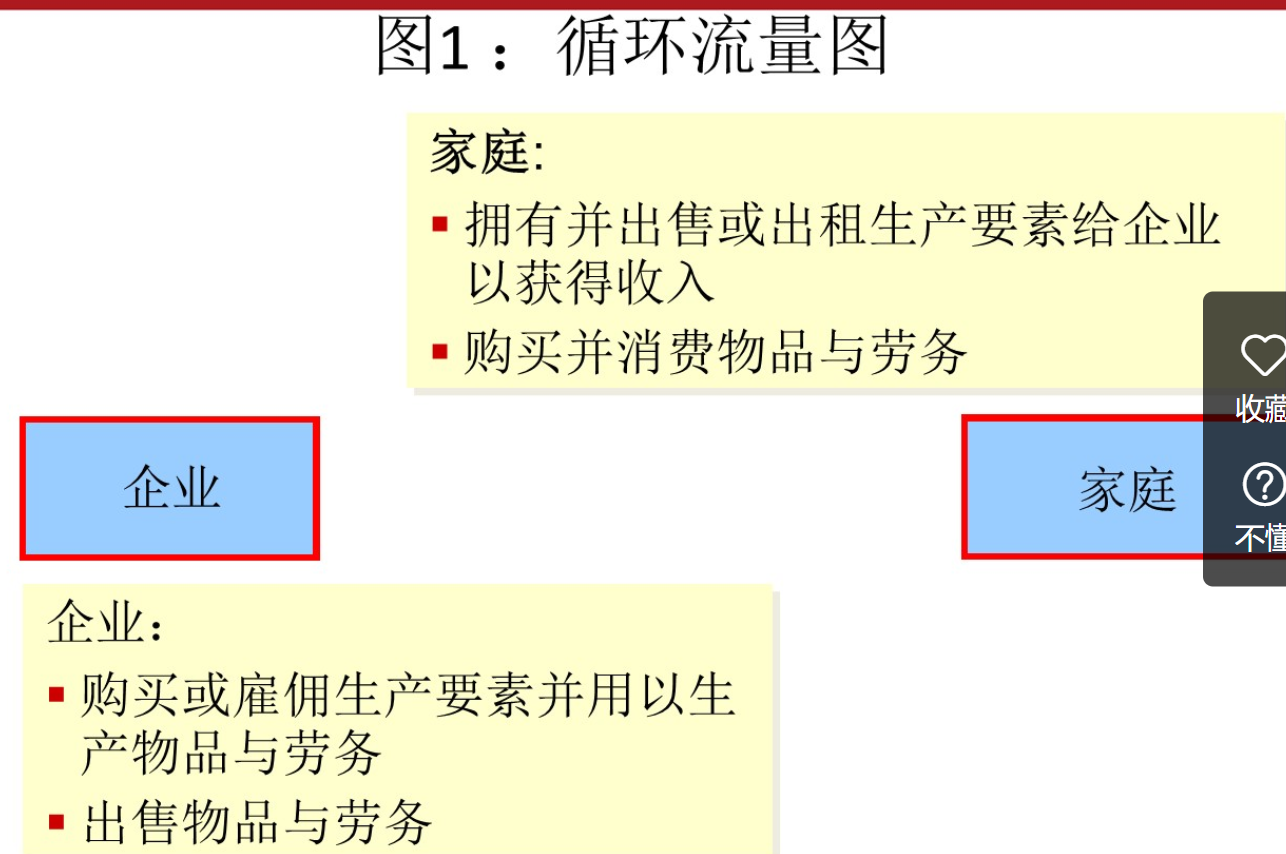 图1：循环流量图
家庭:
▪ 拥有并出售或出租生产要素给企业
以获得收入
▪ 购买并消费物品与劳务
收藏
企业
家庭
不懂
企业：
▪ 购买或雇佣生产要素并用以生
产物品与劳务
▪ 出售物品与劳务